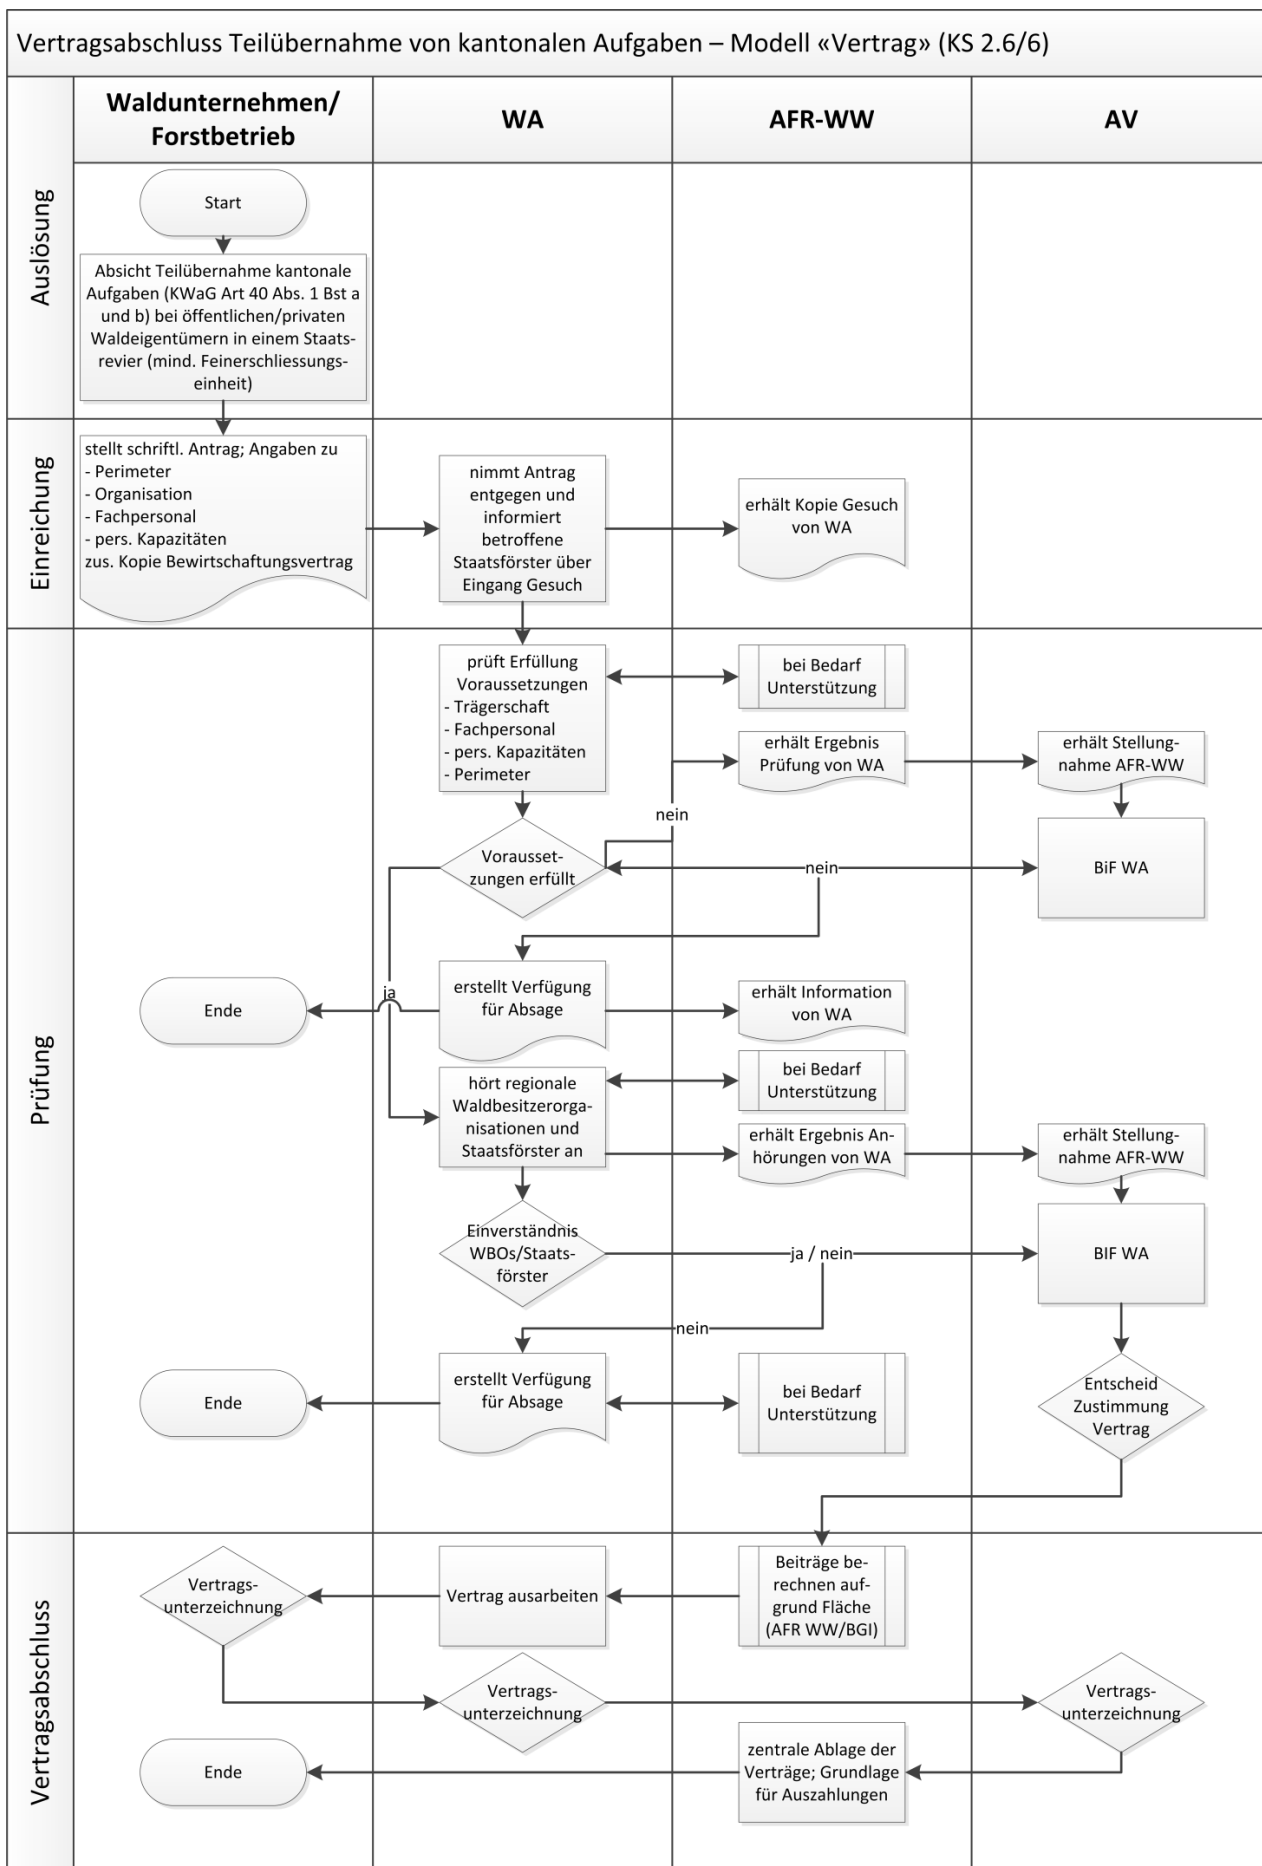 Vertragsabschluss Teilübernahme von kantonalen Aufgaben – Modell «Vertrag» (KS 2.6/6)
Waldunternehmen/
Forstbetrieb
WA
AFR-WW
AV
Auslösung
Start
Absicht Teilübernahme kantonale
Aufgaben (KWaG Art 40 Abs. 1 Bst a
und b) bei öffentlichen/privaten
Waldeigentümern in einem Staats-
revier (mind. Feinerschliessungs-
einheit)
Einreichung
stellt schriftl. Antrag; Angaben zu
- Perimeter
- Organisation
- Fachpersonal
- pers. Kapazitäten
zus. Kopie Bewirtschaftungsvertrag
nimmt Antrag
entgegen und
informiert
betroffene
Staatsförster über
Eingang Gesuch
erhält Kopie Gesuch
von WA
Prüfung
prüft Erfüllung
Voraussetzungen
- Trägerschaft
- Fachpersonal
- pers. Kapazitäten
- Perimeter
bei Bedarf
Unterstützung
erhält Ergebnis
Prüfung von WA
erhält Stellung-
nahme AFR-WW
nein
Vorausset-
zungen erfüllt
nein
BiF WA
ja
Ende
erstellt Verfügung
für Absage
erhält Information
von WA
hört regionale
Waldbesitzerorga-
nisationen und
Staatsförster an
bei Bedarf
Unterstützung
erhält Ergebnis An-
hörungen von WA
erhält Stellung-
nahme AFR-WW
Einverständnis
WBOs/Staats-
förster
ja / nein
BIF WA
nein
Ende
erstellt Verfügung
für Absage
bei Bedarf
Unterstützung
Entscheid
Zustimmung
Vertrag
Vertragsabschluss
Vertrags-
unterzeichnung
Vertrag ausarbeiten
Beiträge be-
rechnen auf-
grund Fläche
(AFR WW/BGI)
Vertrags-
unterzeichnung
Vertrags-
unterzeichnung
Ende
zentrale Ablage der
Verträge; Grundlage
für Auszahlungen